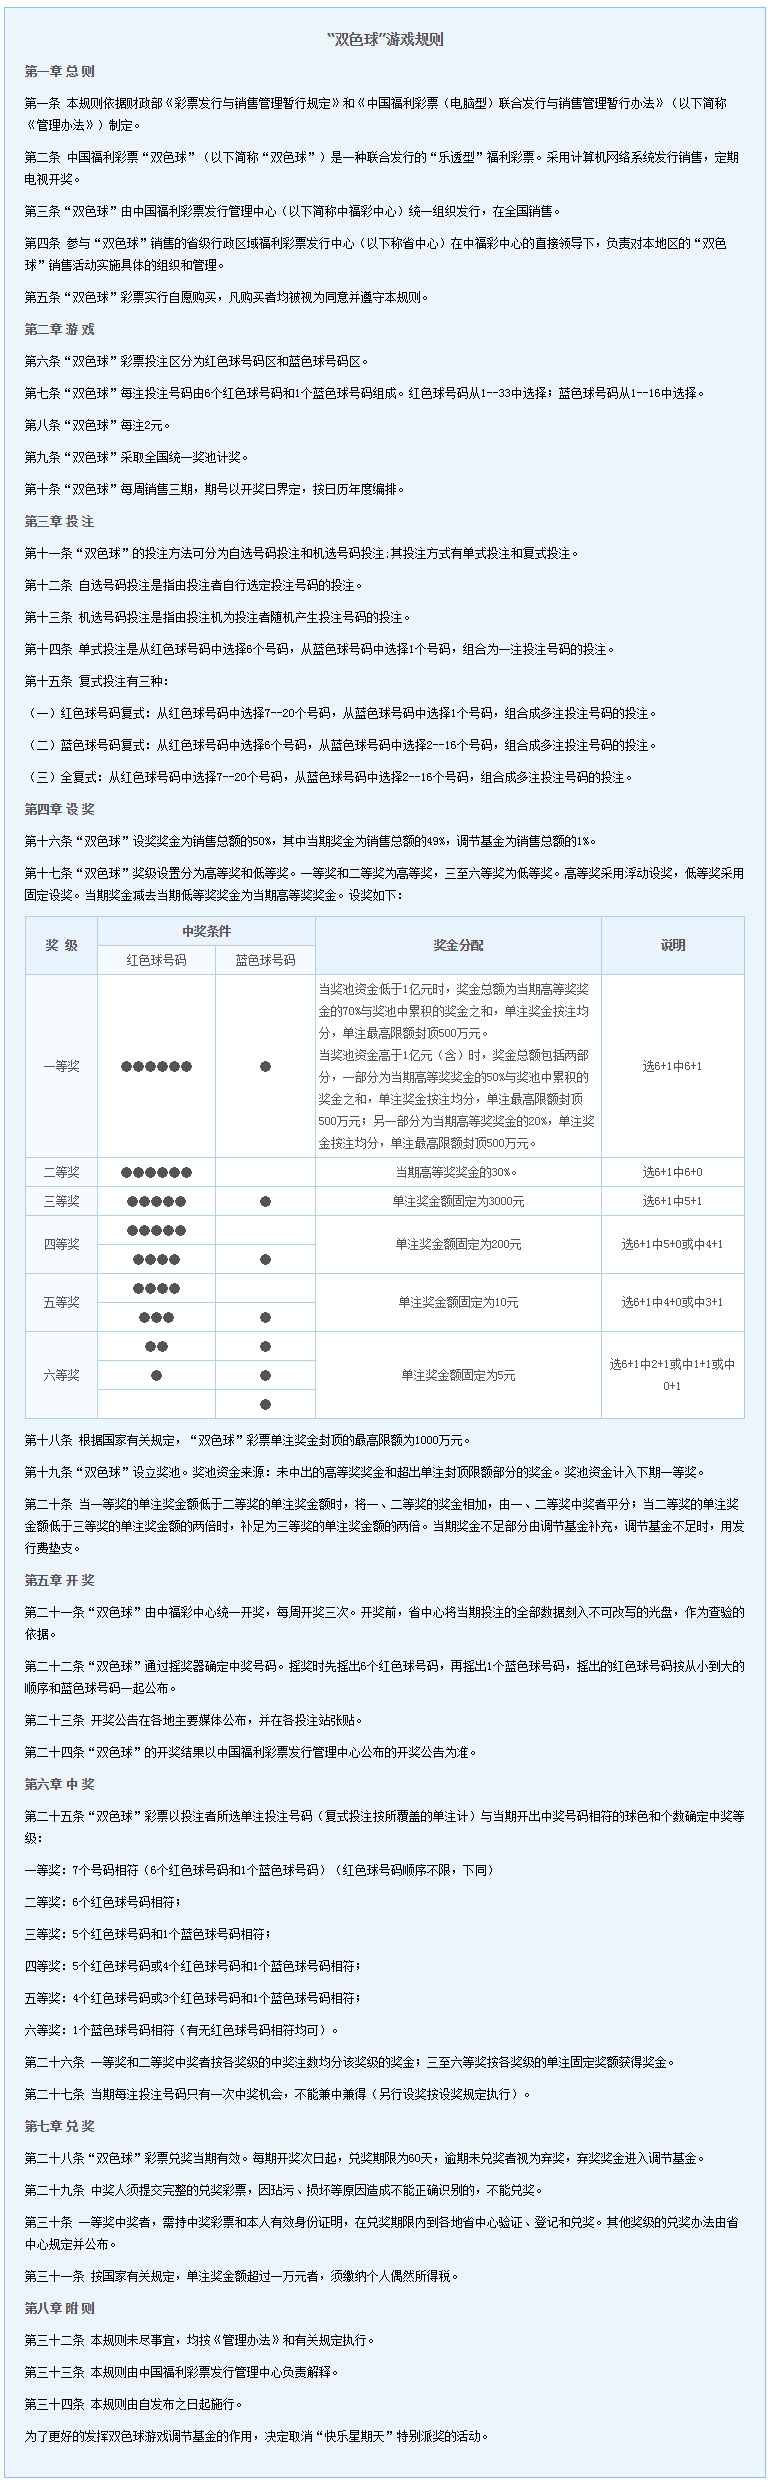 “双色球”游戏规则
第一章 总 则
第一条 本规则依据财政部《彩票发行与销售管理暂行规定》和《中国福利彩票（电脑型）联合发行与销售管理暂行办法》（以下简称
《管理办法》）制定。
第二条 中国福利彩票“双色球”（以下简称“双色球”）是一种联合发行的“乐透型”福利彩票。采用计算机网络系统发行销售，定期
电视开奖。
第三条“双色球”由中国福利彩票发行管理中心（以下简称中福彩中心）统一组织发行，在全国销售。
第四条 参与“双色球”销售的省级行政区域福利彩票发行中心（以下称省中心）在中福彩中心的直接领导下，负责对本地区的“双色
球”销售活动实施具体的组织和管理。
第五条“双色球”彩票实行自愿购买，凡购买者均被视为同意并遵守本规则。
第二章 游 戏
第六条“双色球”彩票投注区分为红色球号码区和蓝色球号码区。
第七条“双色球”每注投注号码由6个红色球号码和1个蓝色球号码组成。红色球号码从1--33中选择；蓝色球号码从1--16中选择。
第八条“双色球”每注2元。
第九条“双色球”采取全国统一奖池计奖。
第十条“双色球”每周销售三期，期号以开奖日界定，按日历年度编排。
第三章 投 注
第十一条“双色球”的投注方法可分为自选号码投注和机选号码投注;其投注方式有单式投注和复式投注。
第十二条 自选号码投注是指由投注者自行选定投注号码的投注。
第十三条 机选号码投注是指由投注机为投注者随机产生投注号码的投注。
第十四条 单式投注是从红色球号码中选择6个号码，从蓝色球号码中选择1个号码，组合为一注投注号码的投注。
第十五条 复式投注有三种：
（一）红色球号码复式：从红色球号码中选择7--20个号码，从蓝色球号码中选择1个号码，组合成多注投注号码的投注。
（二）蓝色球号码复式：从红色球号码中选择6个号码，从蓝色球号码中选择2--16个号码，组合成多注投注号码的投注。
（三）全复式：从红色球号码中选择7--20个号码，从蓝色球号码中选择2--16个号码，组合成多注投注号码的投注。
第四章 设 奖
第十六条“双色球”设奖奖金为销售总额的50%，其中当期奖金为销售总额的49%，调节基金为销售总额的1%。
第十七条“双色球”奖级设置分为高等奖和低等奖。一等奖和二等奖为高等奖，三至六等奖为低等奖。高等奖采用浮动设奖，低等奖采用
固定设奖。当期奖金减去当期低等奖奖金为当期高等奖奖金。设奖如下：
奖 级 中奖条件 奖金分配 说明
红色球号码 蓝色球号码
一等奖 ●●●●●● ● 选6+1中6+1
当奖池资金低于1亿元时，奖金总额为当期高等奖奖
金的70%与奖池中累积的奖金之和，单注奖金按注均
分，单注最高限额封顶500万元。
当奖池资金高于1亿元（含）时，奖金总额包括两部
分，一部分为当期高等奖奖金的50%与奖池中累积的
奖金之和，单注奖金按注均分，单注最高限额封顶
500万元；另一部分为当期高等奖奖金的20%，单注奖
金按注均分，单注最高限额封顶500万元。
二等奖 ●●●●●● 当期高等奖奖金的30%。 选6+1中6+0
三等奖 ●●●●● ● 单注奖金额固定为3000元 选6+1中5+1
四等奖 ●●●●● 单注奖金额固定为200元 选6+1中5+0或中4+1
●●●● ●
五等奖 ●●●● 单注奖金额固定为10元 选6+1中4+0或中3+1
●●● ●
六等奖 ●● ● 单注奖金额固定为5元 选6+1中2+1或中1+1或中
0+1
● ●
●
第十八条 根据国家有关规定，“双色球”彩票单注奖金封顶的最高限额为1000万元。
第十九条“双色球”设立奖池。奖池资金来源：未中出的高等奖奖金和超出单注封顶限额部分的奖金。奖池资金计入下期一等奖。
第二十条 当一等奖的单注奖金额低于二等奖的单注奖金额时，将一、二等奖的奖金相加，由一、二等奖中奖者平分；当二等奖的单注奖
金额低于三等奖的单注奖金额的两倍时，补足为三等奖的单注奖金额的两倍。当期奖金不足部分由调节基金补充，调节基金不足时，用发
行费垫支。
第五章 开 奖
第二十一条“双色球”由中福彩中心统一开奖，每周开奖三次。开奖前，省中心将当期投注的全部数据刻入不可改写的光盘，作为查验的
依据。
第二十二条“双色球”通过摇奖器确定中奖号码。摇奖时先摇出6个红色球号码，再摇出1个蓝色球号码，摇出的红色球号码按从小到大的
顺序和蓝色球号码一起公布。
第二十三条 开奖公告在各地主要媒体公布，并在各投注站张贴。
第二十四条“双色球”的开奖结果以中国福利彩票发行管理中心公布的开奖公告为准。
第六章 中 奖
第二十五条“双色球”彩票以投注者所选单注投注号码（复式投注按所覆盖的单注计）与当期开出中奖号码相符的球色和个数确定中奖等
级：
一等奖：7个号码相符（6个红色球号码和1个蓝色球号码）（红色球号码顺序不限，下同）
二等奖：6个红色球号码相符；
三等奖：5个红色球号码和1个蓝色球号码相符；
四等奖：5个红色球号码或4个红色球号码和1个蓝色球号码相符；
五等奖：4个红色球号码或3个红色球号码和1个蓝色球号码相符；
六等奖：1个蓝色球号码相符（有无红色球号码相符均可）。
第二十六条 一等奖和二等奖中奖者按各奖级的中奖注数均分该奖级的奖金；三至六等奖按各奖级的单注固定奖额获得奖金。
第二十七条 当期每注投注号码只有一次中奖机会，不能兼中兼得（另行设奖按设奖规定执行）。
第七章 兑 奖
第二十八条“双色球”彩票兑奖当期有效。每期开奖次日起，兑奖期限为60天，逾期未兑奖者视为弃奖，弃奖奖金进入调节基金。
第二十九条 中奖人须提交完整的兑奖彩票，因玷污、损坏等原因造成不能正确识别的，不能兑奖。
第三十条 一等奖中奖者，需持中奖彩票和本人有效身份证明，在兑奖期限内到各地省中心验证、登记和兑奖。其他奖级的兑奖办法由省
中心规定并公布。
第三十一条 按国家有关规定，单注奖金额超过一万元者，须缴纳个人偶然所得税。
第八章 附 则
第三十二条 本规则未尽事宜，均按《管理办法》和有关规定执行。
第三十三条 本规则由中国福利彩票发行管理中心负责解释。
第三十四条 本规则由自发布之日起施行。
为了更好的发挥双色球游戏调节基金的作用，决定取消“快乐星期天”特别派奖的活动。